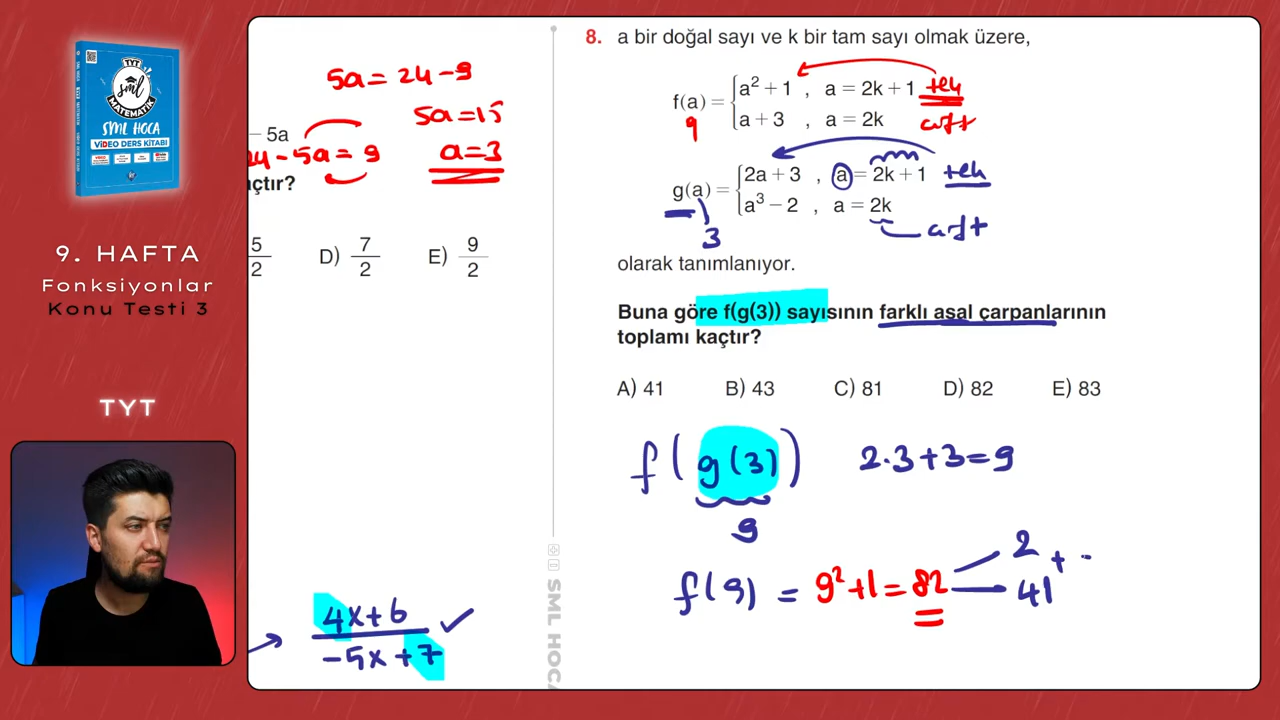 TYT
sml
MATEMATİK
SML HOCA
VİDEO DERS KİTABI
9. HAFTA
Fonksiyonlar
Konu Testi 3
TYT
5a = 24 - 9
5a = 15
a = 3
- 5a
24 - 5a = 9
açtır?
5/2 D) 7/2 E) 9/2
4x + 6 / -5x + 7
SML HOCA
8. a bir doğal sayı ve k bir tam sayı olmak üzere,
f(a) = { a² + 1 , a = 2k + 1 tek
a + 3 , a = 2k çift
9
g(a) = { 2a + 3 , a = 2k + 1 tek
a³ – 2 , a = 2k çift
3
olarak tanımlanıyor.
Buna göre f(g(3)) sayısının farklı asal çarpanlarının
toplamı kaçtır?
A) 41 B) 43 C) 81 D) 82 E) 83
f(g(3)) 2·3+3=9
9
f(9) = 9²+1 = 82
2
41
+